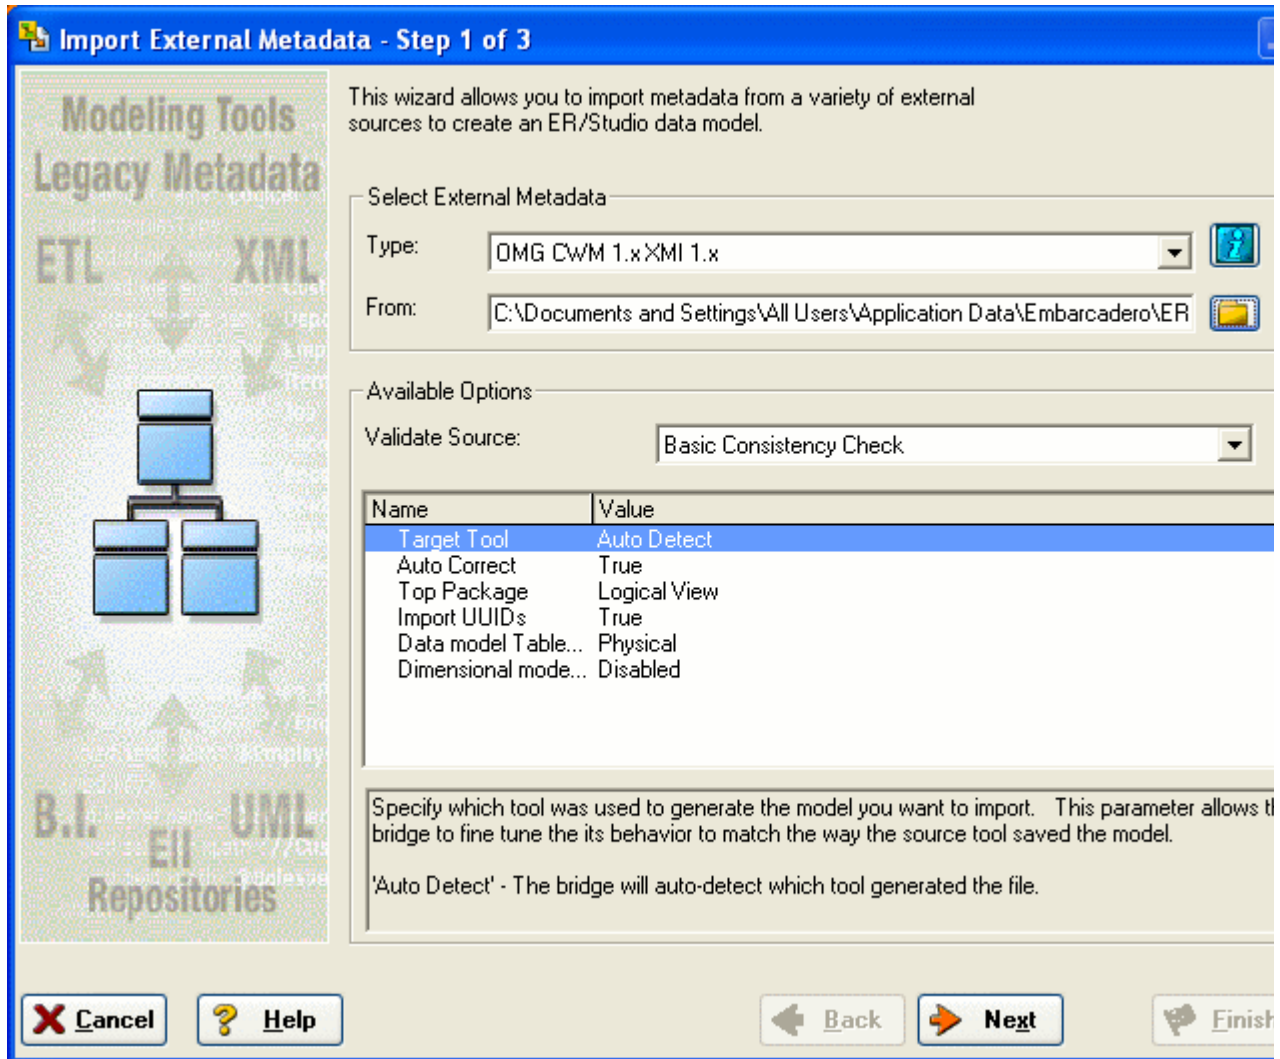 Import External Metadata - Step 1 of 3
Modeling Tools
Legacy Metadata
ETL XML
B.I. UML
EII
Repositories
This wizard allows you to import metadata from a variety of external
sources to create an ER/Studio data model.
Select External Metadata
Type: OMG CWM 1.x XMI 1.x
From: C:\Documents and Settings\All Users\Application Data\Embarcadero\ER
Available Options
Validate Source: Basic Consistency Check
Name Value
Target Tool Auto Detect
Auto Correct True
Top Package Logical View
Import UUIDs True
Data model Table... Physical
Dimensional mode... Disabled
Specify which tool was used to generate the model you want to import. This parameter allows
bridge to fine tune the its behavior to match the way the source tool saved the model.
'Auto Detect' - The bridge will auto-detect which tool generated the file.
Cancel Help Back Next Finish